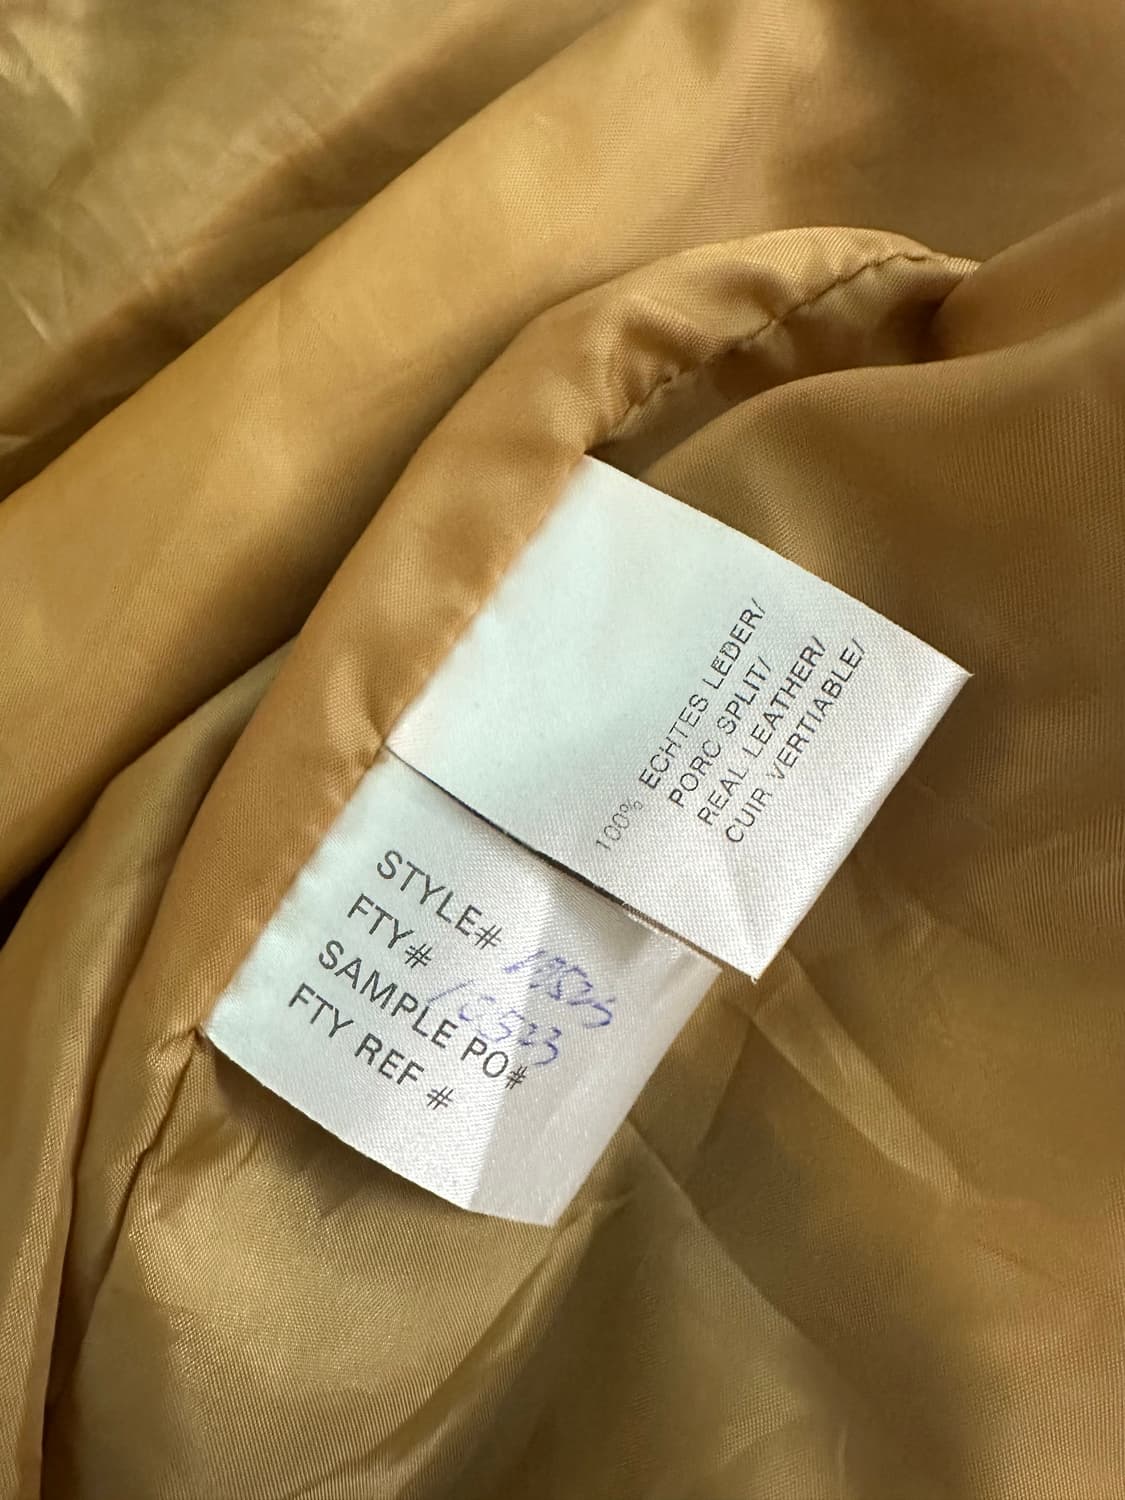 100% ECHTES LEDER/
PORC SPLIT/
REAL LEATHER/
CUIR VERTIABLE/
STYLE#
FTY#
SAMPLE PO#
FTY REF #